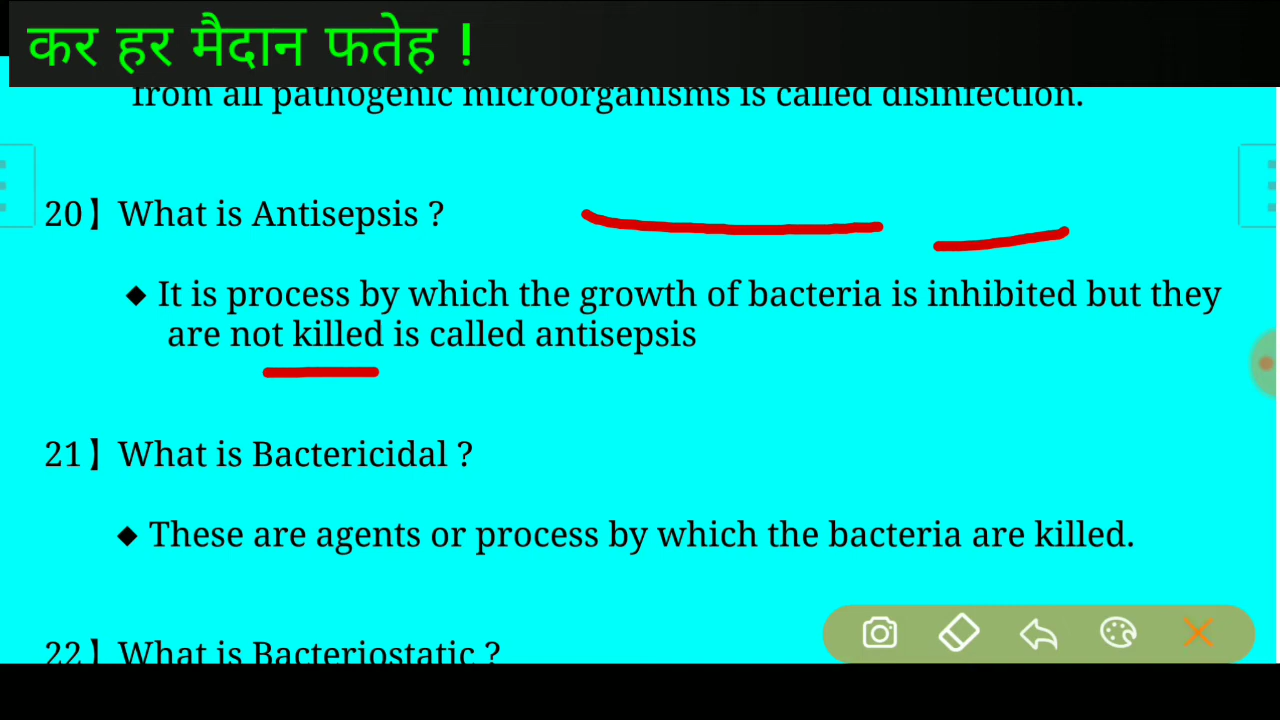 कर हर मैदान फतेह !
from all pathogenic microorganisms is called disinfection.
20】What is Antisepsis ?
◆ It is process by which the growth of bacteria is inhibited but they
are not killed is called antisepsis
21】What is Bactericidal ?
◆ These are agents or process by which the bacteria are killed.
22】What is Bacteriostatic ?